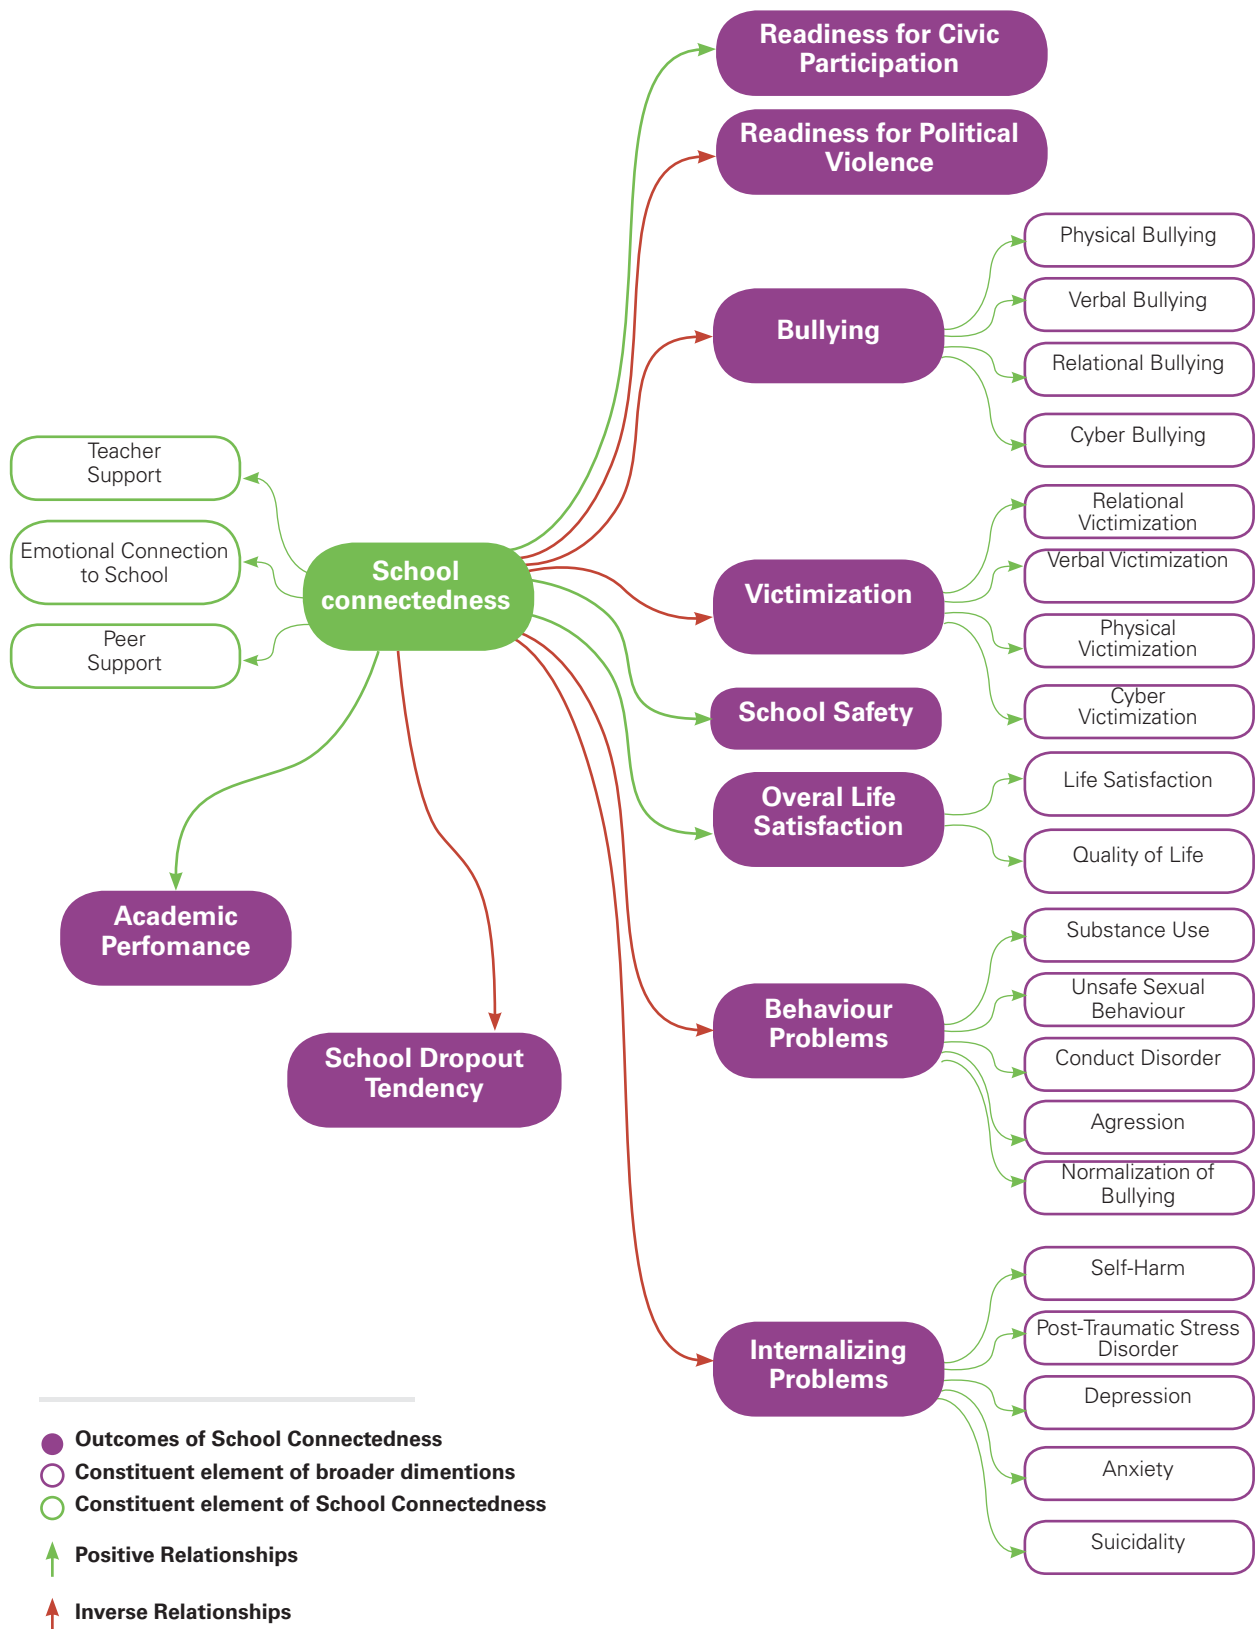 Readiness for Civic
Participation
Readiness for Political
Violence
Bullying
Physical Bullying
Verbal Bullying
Relational Bullying
Cyber Bullying
Teacher
Support
Emotional Connection
to School
Peer
Support
School
connectedness
Victimization
Relational
Victimization
Verbal Victimization
Physical
Victimization
Cyber
Victimization
School Safety
Overal Life
Satisfaction
Life Satisfaction
Quality of Life
Academic
Perfomance
School Dropout
Tendency
Behaviour
Problems
Substance Use
Unsafe Sexual
Behaviour
Conduct Disorder
Agression
Normalization of
Bullying
Internalizing
Problems
Self-Harm
Post-Traumatic Stress
Disorder
Depression
Anxiety
Suicidality
Outcomes of School Connectedness
Constituent element of broader dimentions
Constituent element of School Connectedness
Positive Relationships
Inverse Relationships